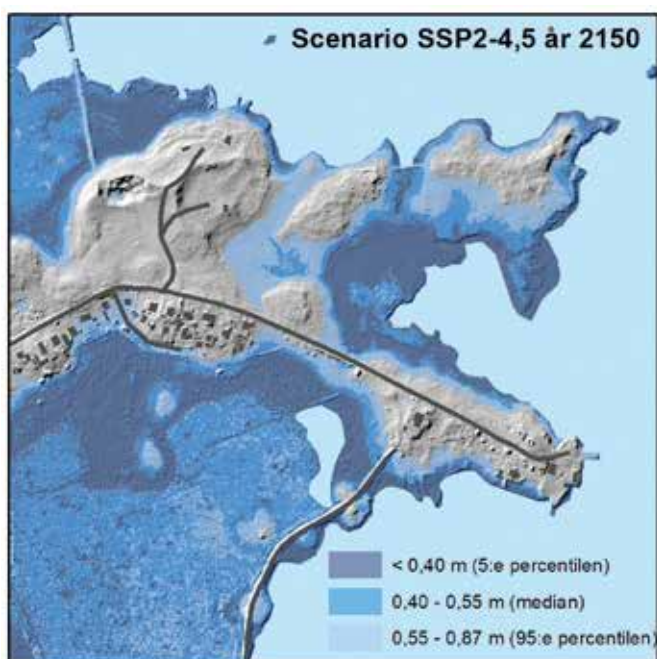 Scenario SSP2-4,5 år 2150
< 0,40 m (5:e percentilen)
0,40 - 0,55 m (median)
0,55 - 0,87 m (95:e percentilen)